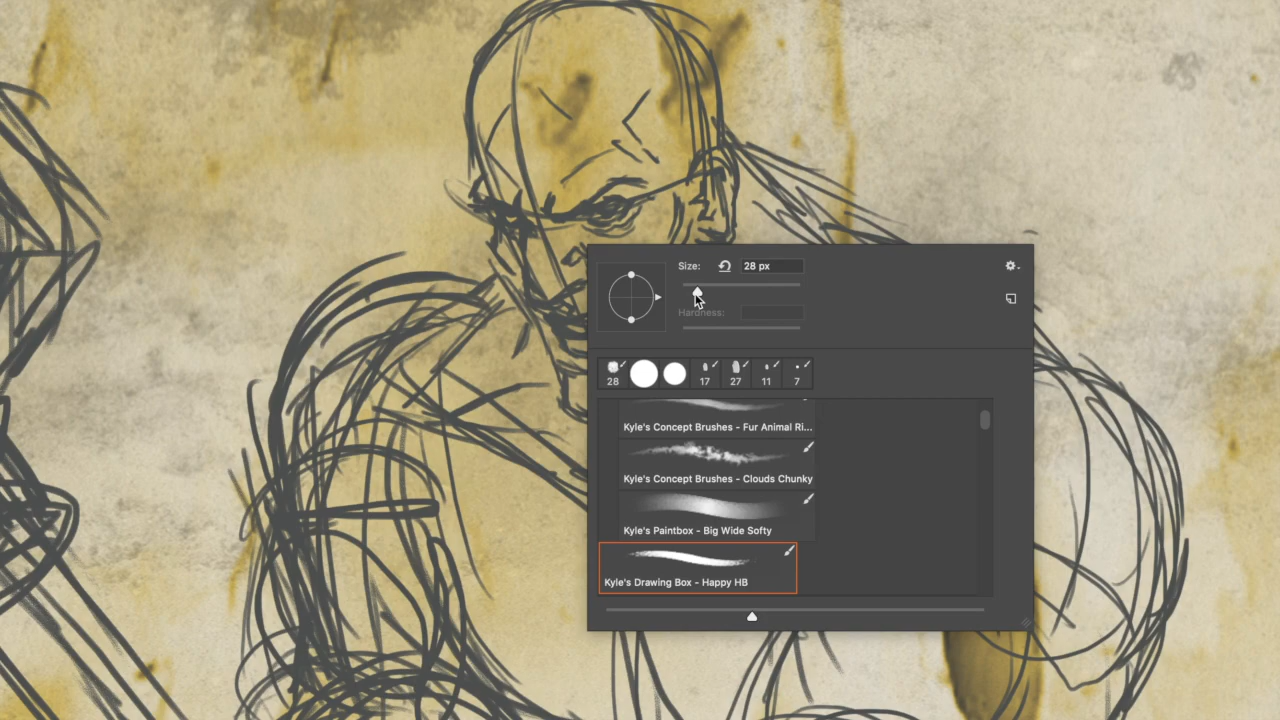 Size: 28 px
Hardness:
28 17 27 11 7
Kyle's Concept Brushes - Fur Animal Ri...
Kyle's Concept Brushes - Clouds Chunky
Kyle's Paintbox - Big Wide Softy
Kyle's Drawing Box - Happy HB